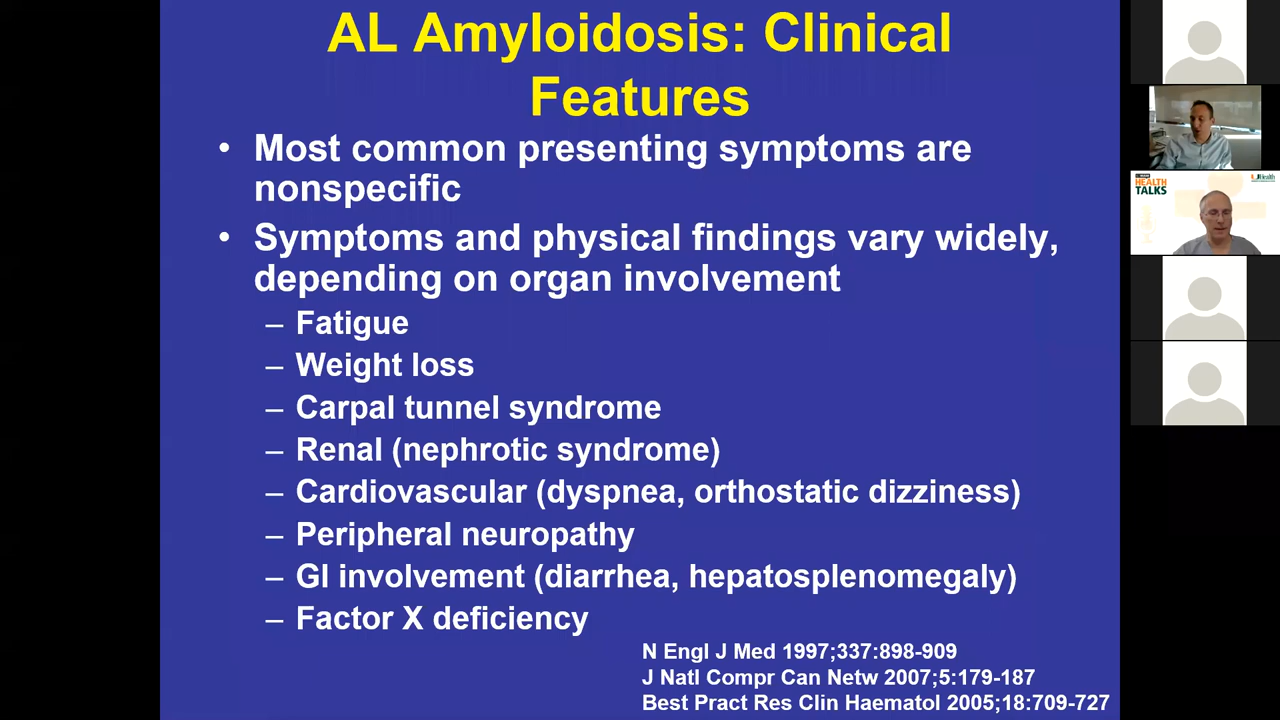 AL Amyloidosis: Clinical
Features
• Most common presenting symptoms are
nonspecific
• Symptoms and physical findings vary widely,
depending on organ involvement
– Fatigue
– Weight loss
– Carpal tunnel syndrome
– Renal (nephrotic syndrome)
– Cardiovascular (dyspnea, orthostatic dizziness)
– Peripheral neuropathy
– GI involvement (diarrhea, hepatosplenomegaly)
– Factor X deficiency
N Engl J Med 1997;337:898-909
J Natl Compr Can Netw 2007;5:179-187
Best Pract Res Clin Haematol 2005;18:709-727
HEALTH
TALKS
UHealth